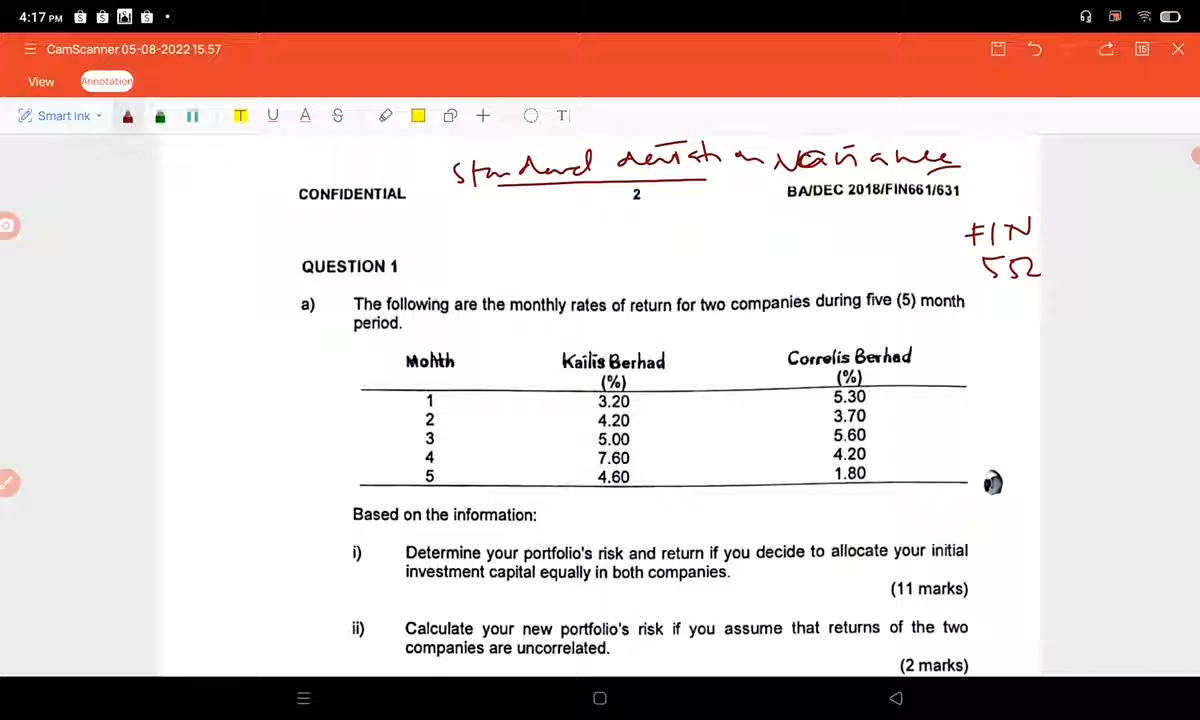 4:17 PM
CamScanner 05-08-2022 15.57
15
View
Annotation
Smart Ink
T U A S T
Standard deviation variance
CONFIDENTIAL 2 BA/DEC 2018/FIN661/631
FIN
552
QUESTION 1
a) The following are the monthly rates of return for two companies during five (5) month
period.
Month Kailis Berhad Correlis Berhad
(%) (%)
1 3.20 5.30
2 4.20 3.70
3 5.00 5.60
4 7.60 4.20
5 4.60 1.80
Based on the information:
i) Determine your portfolio's risk and return if you decide to allocate your initial
investment capital equally in both companies.
(11 marks)
ii) Calculate your new portfolio's risk if you assume that returns of the two
companies are uncorrelated.
(2 marks)